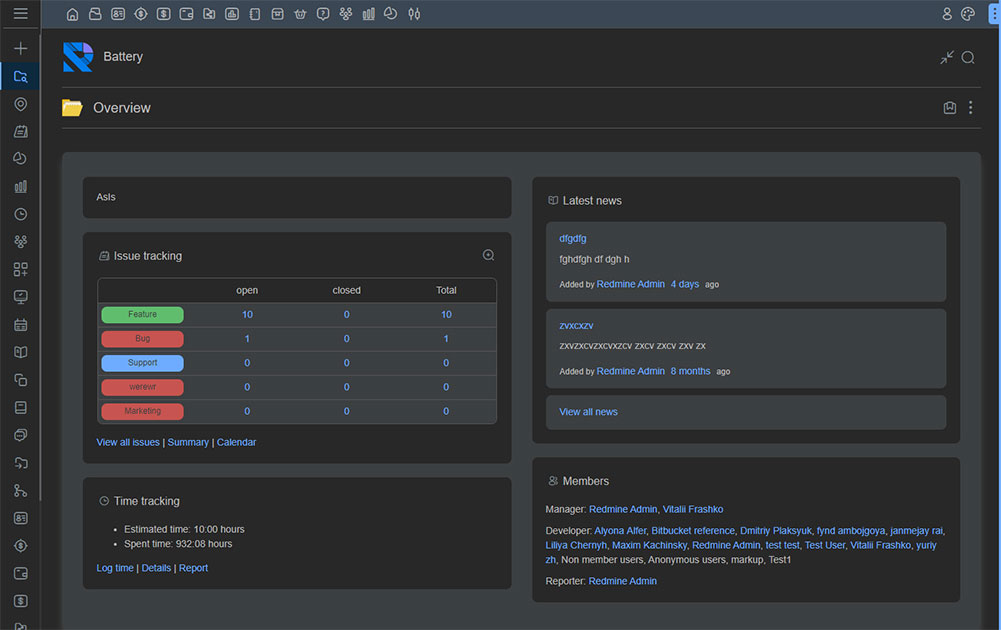 Battery
Overview
AsIs
Issue tracking
open closed Total
Feature 10 0 10
Bug 1 0 1
Support 0 0 0
werewr 0 0 0
Marketing 0 0 0
View all issues | Summary | Calendar
Time tracking
Estimated time: 10:00 hours
Spent time: 932:08 hours
Log time | Details | Report
Latest news
dfgdfg
fghdfgh df dgh h
Added by Redmine Admin 4 days ago
zvxcxzv
zxvzxcvzxcvxzcv zxcv zxcv zxv zx
Added by Redmine Admin 8 months ago
View all news
Members
Manager: Redmine Admin, Vitalii Frashko
Developer: Alyona Alfer, Bitbucket reference, Dmitriy Plaksyuk, fynd ambojgoya, janmejay rai,
Liliya Chernyh, Maxim Kachinsky, Redmine Admin, test test, Test User, Vitalii Frashko, yuriy
zh, Non member users, Anonymous users, markup, Test1
Reporter: Redmine Admin